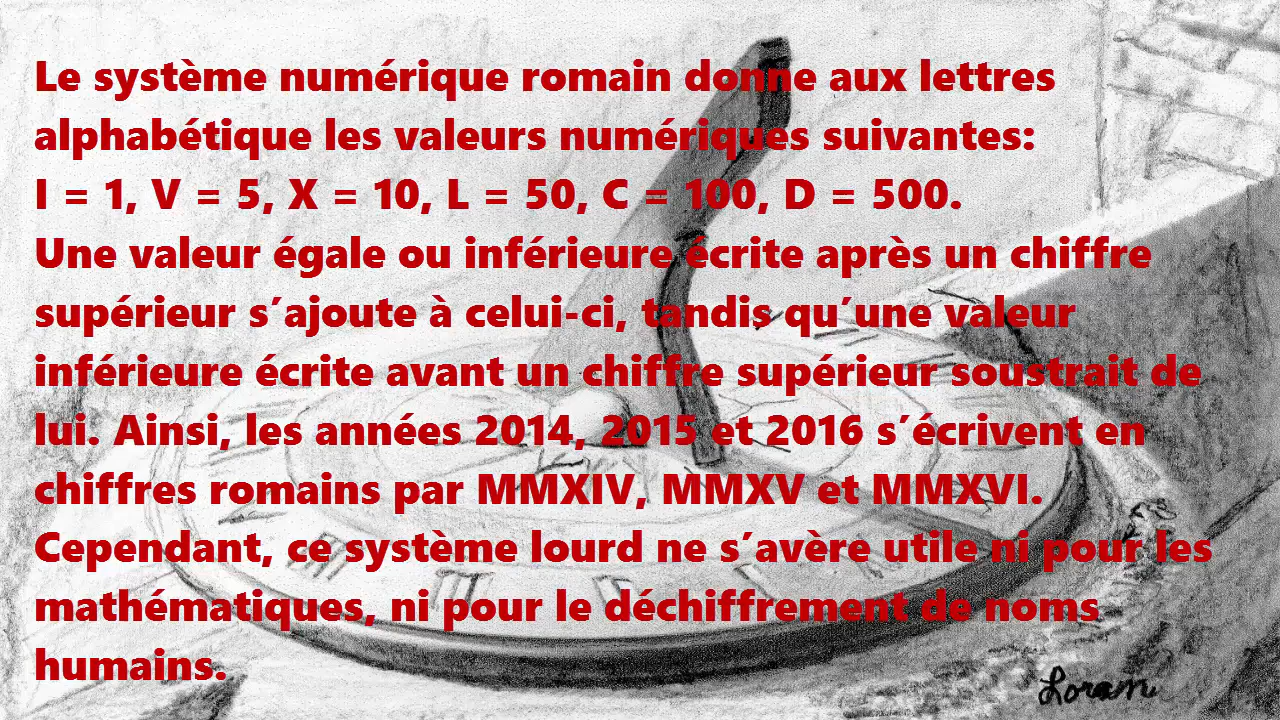 Le système numérique romain donne aux lettres
alphabétique les valeurs numériques suivantes:
I = 1, V = 5, X = 10, L = 50, C = 100, D = 500.
Une valeur égale ou inférieure écrite après un chiffre
supérieur s´ajoute à celui-ci, tandis qu´une valeur
inférieure écrite avant un chiffre supérieur soustrait de
lui. Ainsi, les années 2014, 2015 et 2016 s´écrivent en
chiffres romains par MMXIV, MMXV et MMXVI.
Cependant, ce système lourd ne s´avère utile ni pour les
mathématiques, ni pour le déchiffrement de noms
humains.
Loram